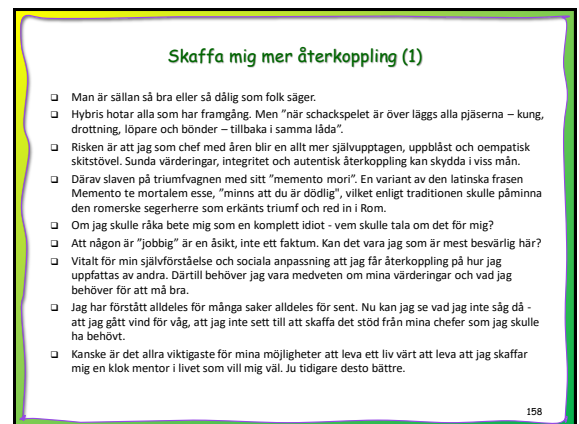 Skaffa mig mer återkoppling (1)
❑ Man är sällan så bra eller så dålig som folk säger.
❑ Hybris hotar alla som har framgång. Men ”när schackspelet är över läggs alla pjäserna – kung,
drottning, löpare och bönder – tillbaka i samma låda”.
❑ Risken är att jag som chef med åren blir en allt mer självupptagen, uppblåst och oempatisk
skitstövel. Sunda värderingar, integritet och autentisk återkoppling kan skydda i viss mån.
❑ Därav slaven på triumfvagnen med sitt ”memento mori”. En variant av den latinska frasen
Memento te mortalem esse, ”minns att du är dödlig", vilket enligt traditionen skulle påminna
den romerske segerherre som erkänts triumf och red in i Rom.
❑ Om jag skulle råka bete mig som en komplett idiot - vem skulle tala om det för mig?
❑ Att någon är ”jobbig” är en åsikt, inte ett faktum. Kan det vara jag som är mest besvärlig här?
❑ Vitalt för min självförståelse och sociala anpassning att jag får återkoppling på hur jag
uppfattas av andra. Därtill behöver jag vara medveten om mina värderingar och vad jag
behöver för att må bra.
❑ Jag har förstått alldeles för många saker alldeles för sent. Nu kan jag se vad jag inte såg då -
att jag gått vind för våg, att jag inte sett till att skaffa det stöd från mina chefer som jag skulle
ha behövt.
❑ Kanske är det allra viktigaste för mina möjligheter att leva ett liv värt att leva att jag skaffar
mig en klok mentor i livet som vill mig väl. Ju tidigare desto bättre.
158